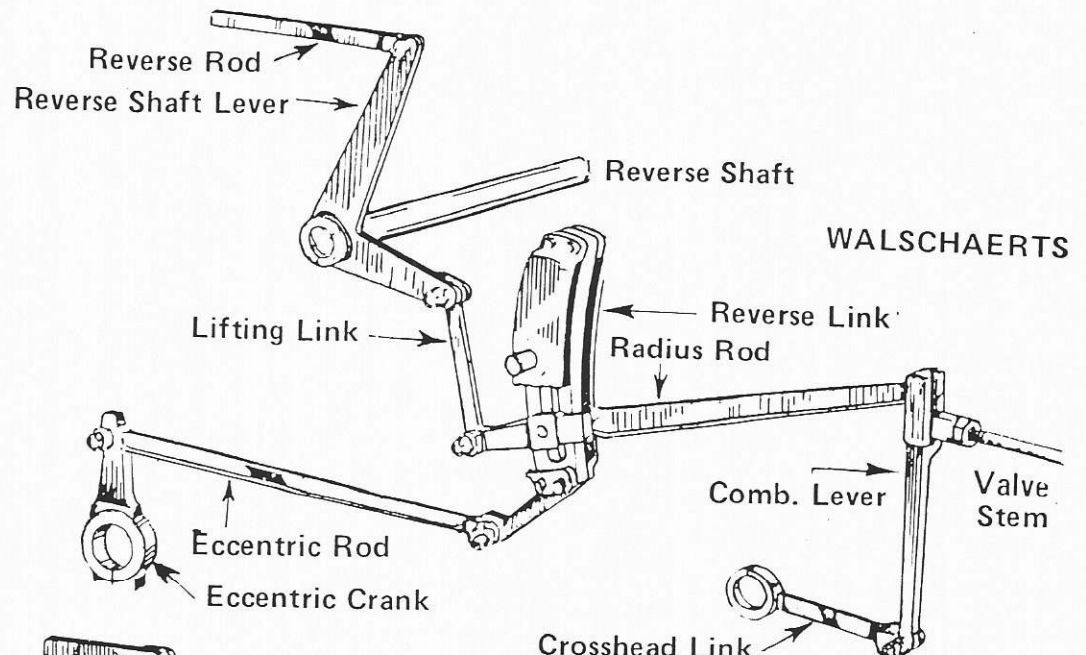 Reverse Rod
Reverse Shaft Lever
Reverse Shaft
WALSCHAERTS
Lifting Link
Reverse Link
Radius Rod
Comb. Lever
Valve
Stem
Eccentric Rod
Eccentric Crank
Crosshead Link